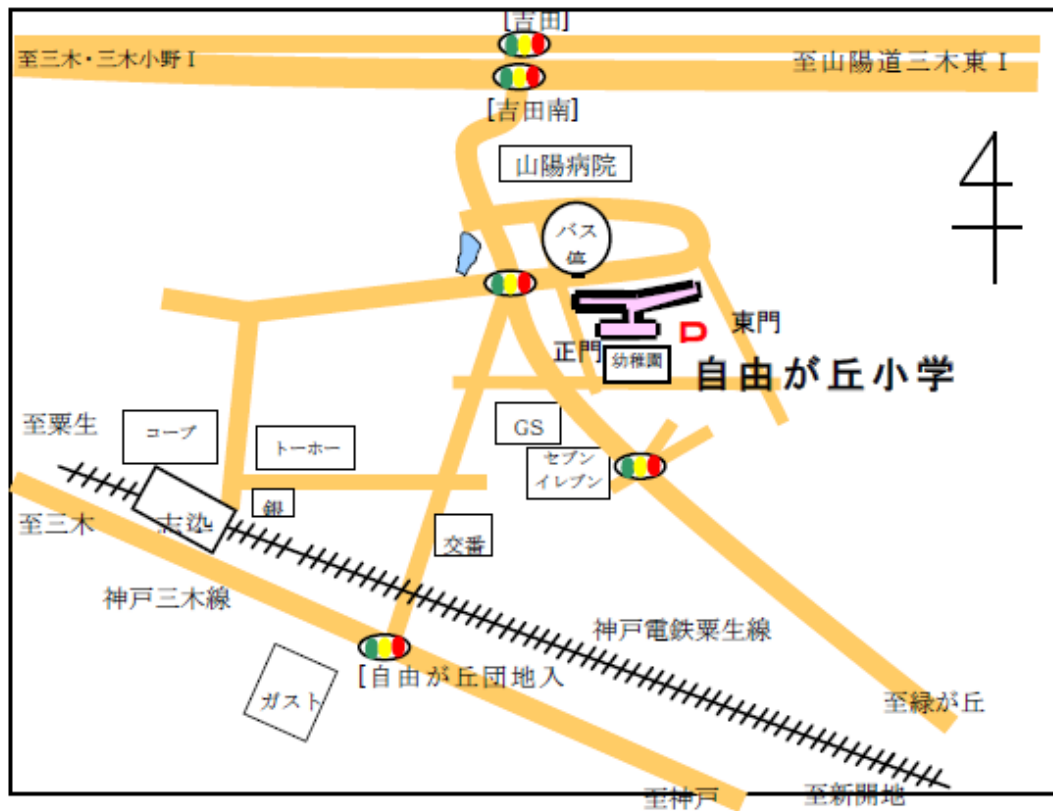 [吉田]
至三木・三木小野Ｉ
至山陽道三木東Ｉ
[吉田南]
山陽病院
バス
停
東門
P
正門
幼稚園
自由が丘小学
至粟生
コープ
トーホー
GS
セブン
イレブン
銀
至三木
志染
交番
神戸三木線
神戸電鉄粟生線
[自由が丘団地入
ガスト
至緑が丘
至神戸
至新開地